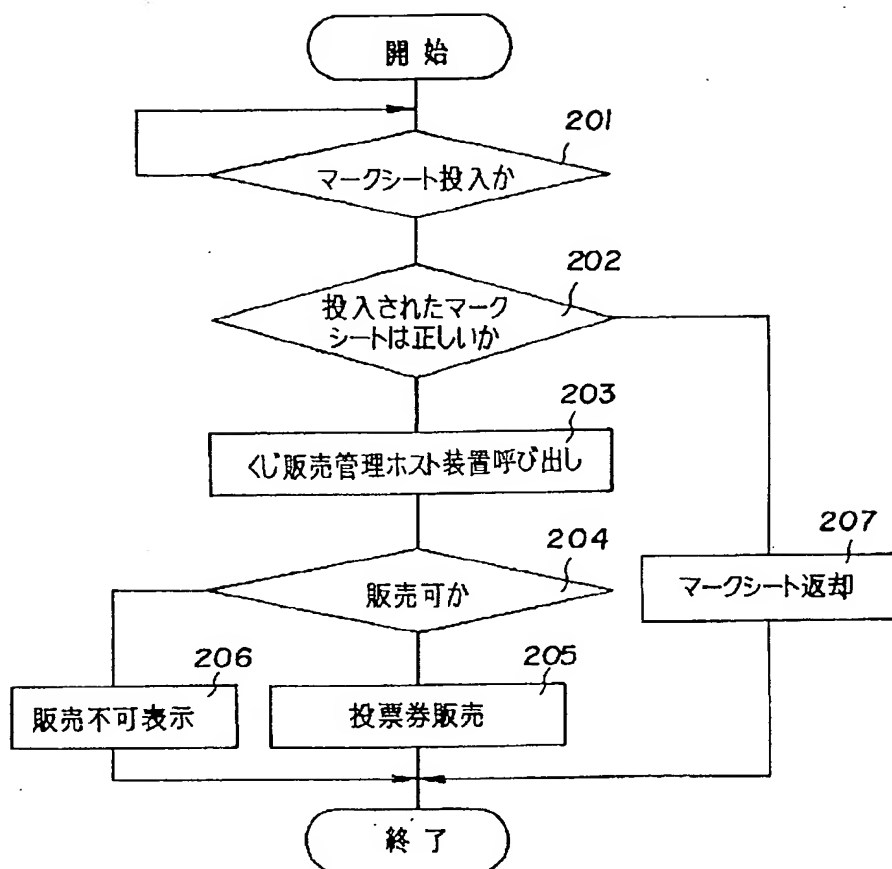 開始
201
マークシート投入か
202
投入されたマーク
シートは正しいか
203
くじ販売管理ホスト装置呼び出し
204
販売可か
207
マークシート返却
206
販売不可表示
205
投票券販売
終了